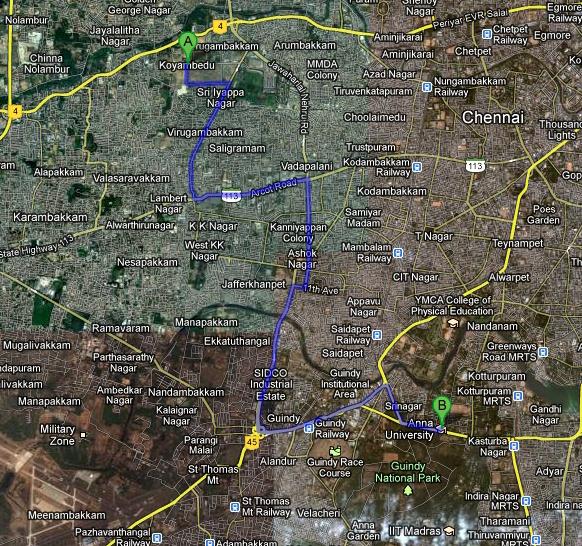 Nolambur
George Nagar
Jayalalitha
Nagar
4
Nagar
Periyar EVR Salai
Egmore
Railway
Chinna
Nolambur
A
Koyambedu
Arumbakkam
Aminjikarai
Aminjikarai
Chetpet
Chetpet
Railway
Egmore
MMDA
Colony
Jawaharlal Nehru Rd
Azad Nagar
Nungambakkam
Railway
Sri Iyappa
Nagar
Tiruvenkatapuram
4
Choolaimedu
Chennai
Thousand
Lights
Virugambakkam
Saligramam
Trustpuram
Kodambakkam
Railway
113
Alapakkam
Valasaravakkam
Vadapalani
Lambert
Nagar
113
Arcot Road
Kodambakkam
Karambakkam
Alwarthirunagar
K K Nagar
Kanniyappan
Colony
Samiyar
Madam
Poes
Garden
T Nagar
Teynampet
State Highway 113
West KK
Nagar
Mambalam
Railway
Nesapakkam
Ashok
Nagar
CIT Nagar
Alwarpet
Jafferkhanpet
11th Ave
Appavu
Nagar
YMCA College of
Physical Education
Ramavaram
Manapakkam
Nandanam
Saidapet
Railway
Mugalivakkam
Ekkatuthangal
Saidapet
Greenways
Road MRTS
Parthasarathy
Nagar
SIDCO
Industrial
Estate
Guindy
Institutional
Area
Kotturpuram
Ambedkar
Nagar
Nandambakkam
Manapakkam
Kotturpuram
MRTS
Kalaignar
Nagar
Srinagar
B
Gandhi
Nagar
Military
Zone
Guindy
Guindy
Railway
Anna
University
Parangi
Malai
45
Kasturba
Nagar
St Thomas
Mt
Alandur
Guindy Race
Course
Guindy
National Park
Adyar
St Thomas
Mt Railway
Indira Nagar
MRTS
Meenambakkam
Velacheri
Tharamani
Pazhavanthangal
Railway
Adambakkam
Anna
Garden
IIT Madras
Thiruvanmiyur
MRTS